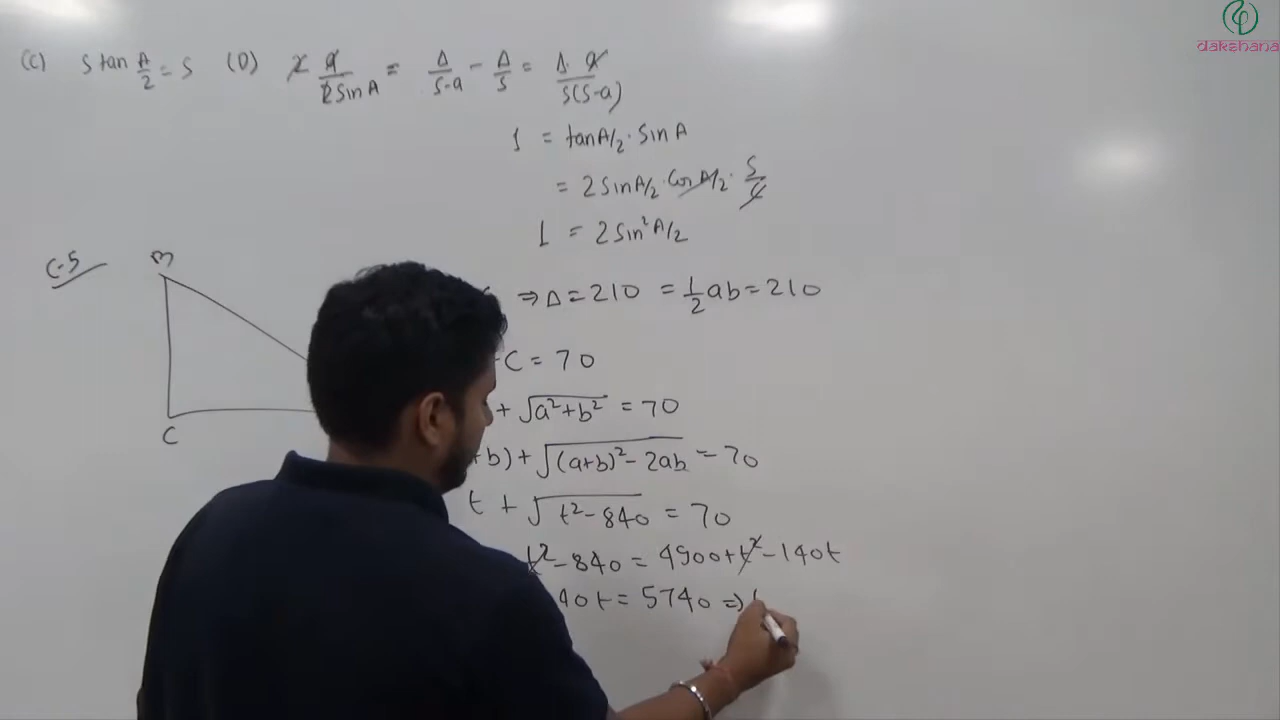 dakshana
(C) S tan A/2 = S (D) 2 a/2SinA = Δ/S-a - Δ/S = Δ·a/S(S-a)
1 = tanA/2 · SinA
= 2SinA/2 · CosA/2 · S/C
1 = 2Sin²A/2
C-5
B
C
⇒ Δ = 210 = 1/2 ab = 210
C = 70
+ √a²+b² = 70
b) + √(a+b)² - 2ab = 70
t + √t² - 840 = 70
t² - 840 = 4900 + t² - 140t
40t = 5740 ⇒